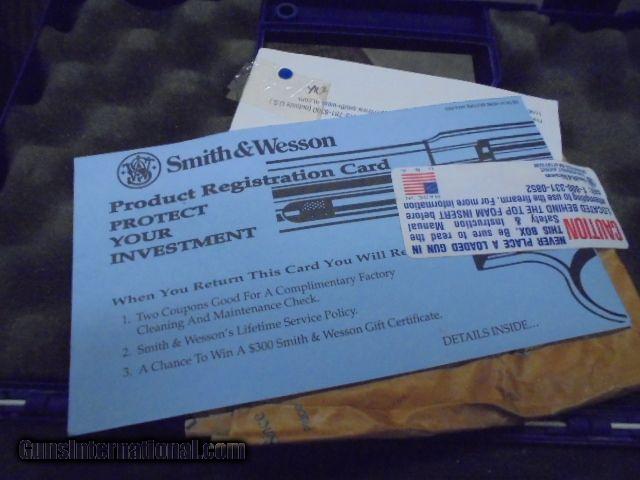 Smith & Wesson
Product Registration Card
PROTECT
YOUR
INVESTMENT
When You Return This Card You Will Re
1. Two Coupons Good For A Complimentary Factory
Cleaning And Maintenance Check.
2. Smith & Wesson's Lifetime Service Policy.
3. A Chance To Win A $300 Smith & Wesson Gift Certificate.
DETAILS INSIDE...
CAUTION
NEVER PLACE A LOADED GUN IN
THIS BOX. Be sure to read the
Safety & Instruction Manual
LOCATED BEHIND THE TOP FOAM INSERT before
attempting to use the firearm. For more information
MADE IN
U.S.A.
GunsInternational.com